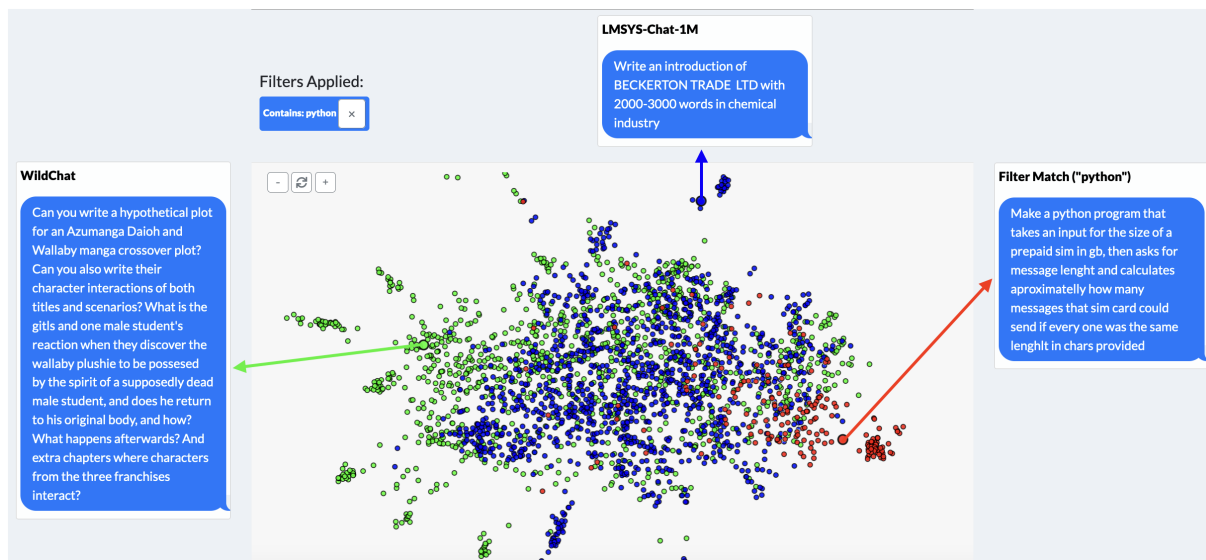 LMSYS-Chat-1M
Write an introduction of
BECKERTON TRADE LTD with
2000-3000 words in chemical
industry
Filters Applied:
Contains: python ×
WildChat
Can you write a hypothetical plot
for an Azumanga Daioh and
Wallaby manga crossover plot?
Can you also write their
character interactions of both
titles and scenarios? What is the
gitls and one male student's
reaction when they discover the
wallaby plushie to be possesed
by the spirit of a supposedly dead
male student, and does he return
to his original body, and how?
What happens afterwards? And
extra chapters where characters
from the three franchises
interact?
- +
Filter Match ("python")
Make a python program that
takes an input for the size of a
prepaid sim in gb, then asks for
message lenght and calculates
aproximatelly how many
messages that sim card could
send if every one was the same
lenghlt in chars provided